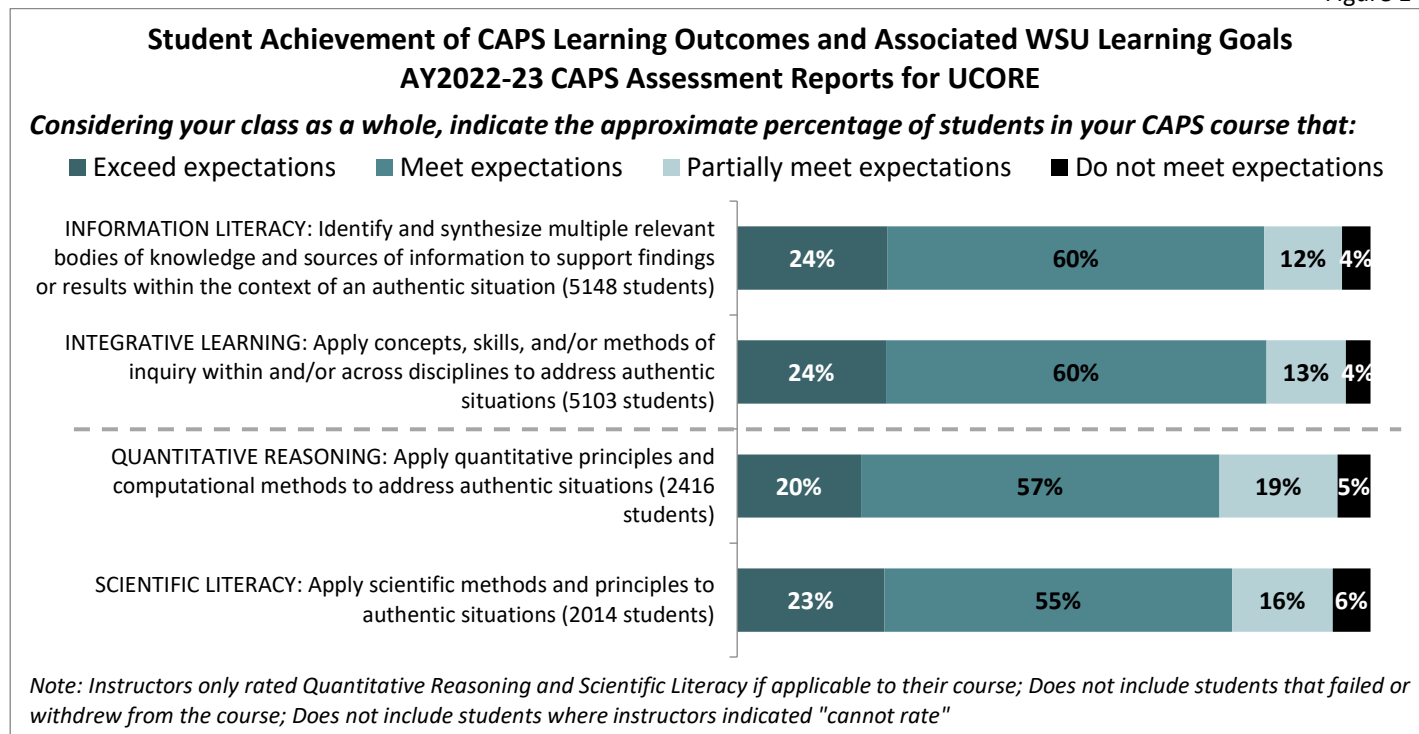 Student Achievement of CAPS Learning Outcomes and Associated WSU Learning Goals
AY2022-23 CAPS Assessment Reports for UCORE
Considering your class as a whole, indicate the approximate percentage of students in your CAPS course that:
Exceed expectations Meet expectations Partially meet expectations Do not meet expectations
INFORMATION LITERACY: Identify and synthesize multiple relevant
bodies of knowledge and sources of information to support findings
or results within the context of an authentic situation (5148 students)
24% 60% 12% 4%
INTEGRATIVE LEARNING: Apply concepts, skills, and/or methods of
inquiry within and/or across disciplines to address authentic
situations (5103 students)
24% 60% 13% 4%
QUANTITATIVE REASONING: Apply quantitative principles and
computational methods to address authentic situations (2416
students)
20% 57% 19% 5%
SCIENTIFIC LITERACY: Apply scientific methods and principles to
authentic situations (2014 students)
23% 55% 16% 6%
Note: Instructors only rated Quantitative Reasoning and Scientific Literacy if applicable to their course; Does not include students that failed or
withdrew from the course; Does not include students where instructors indicated "cannot rate"